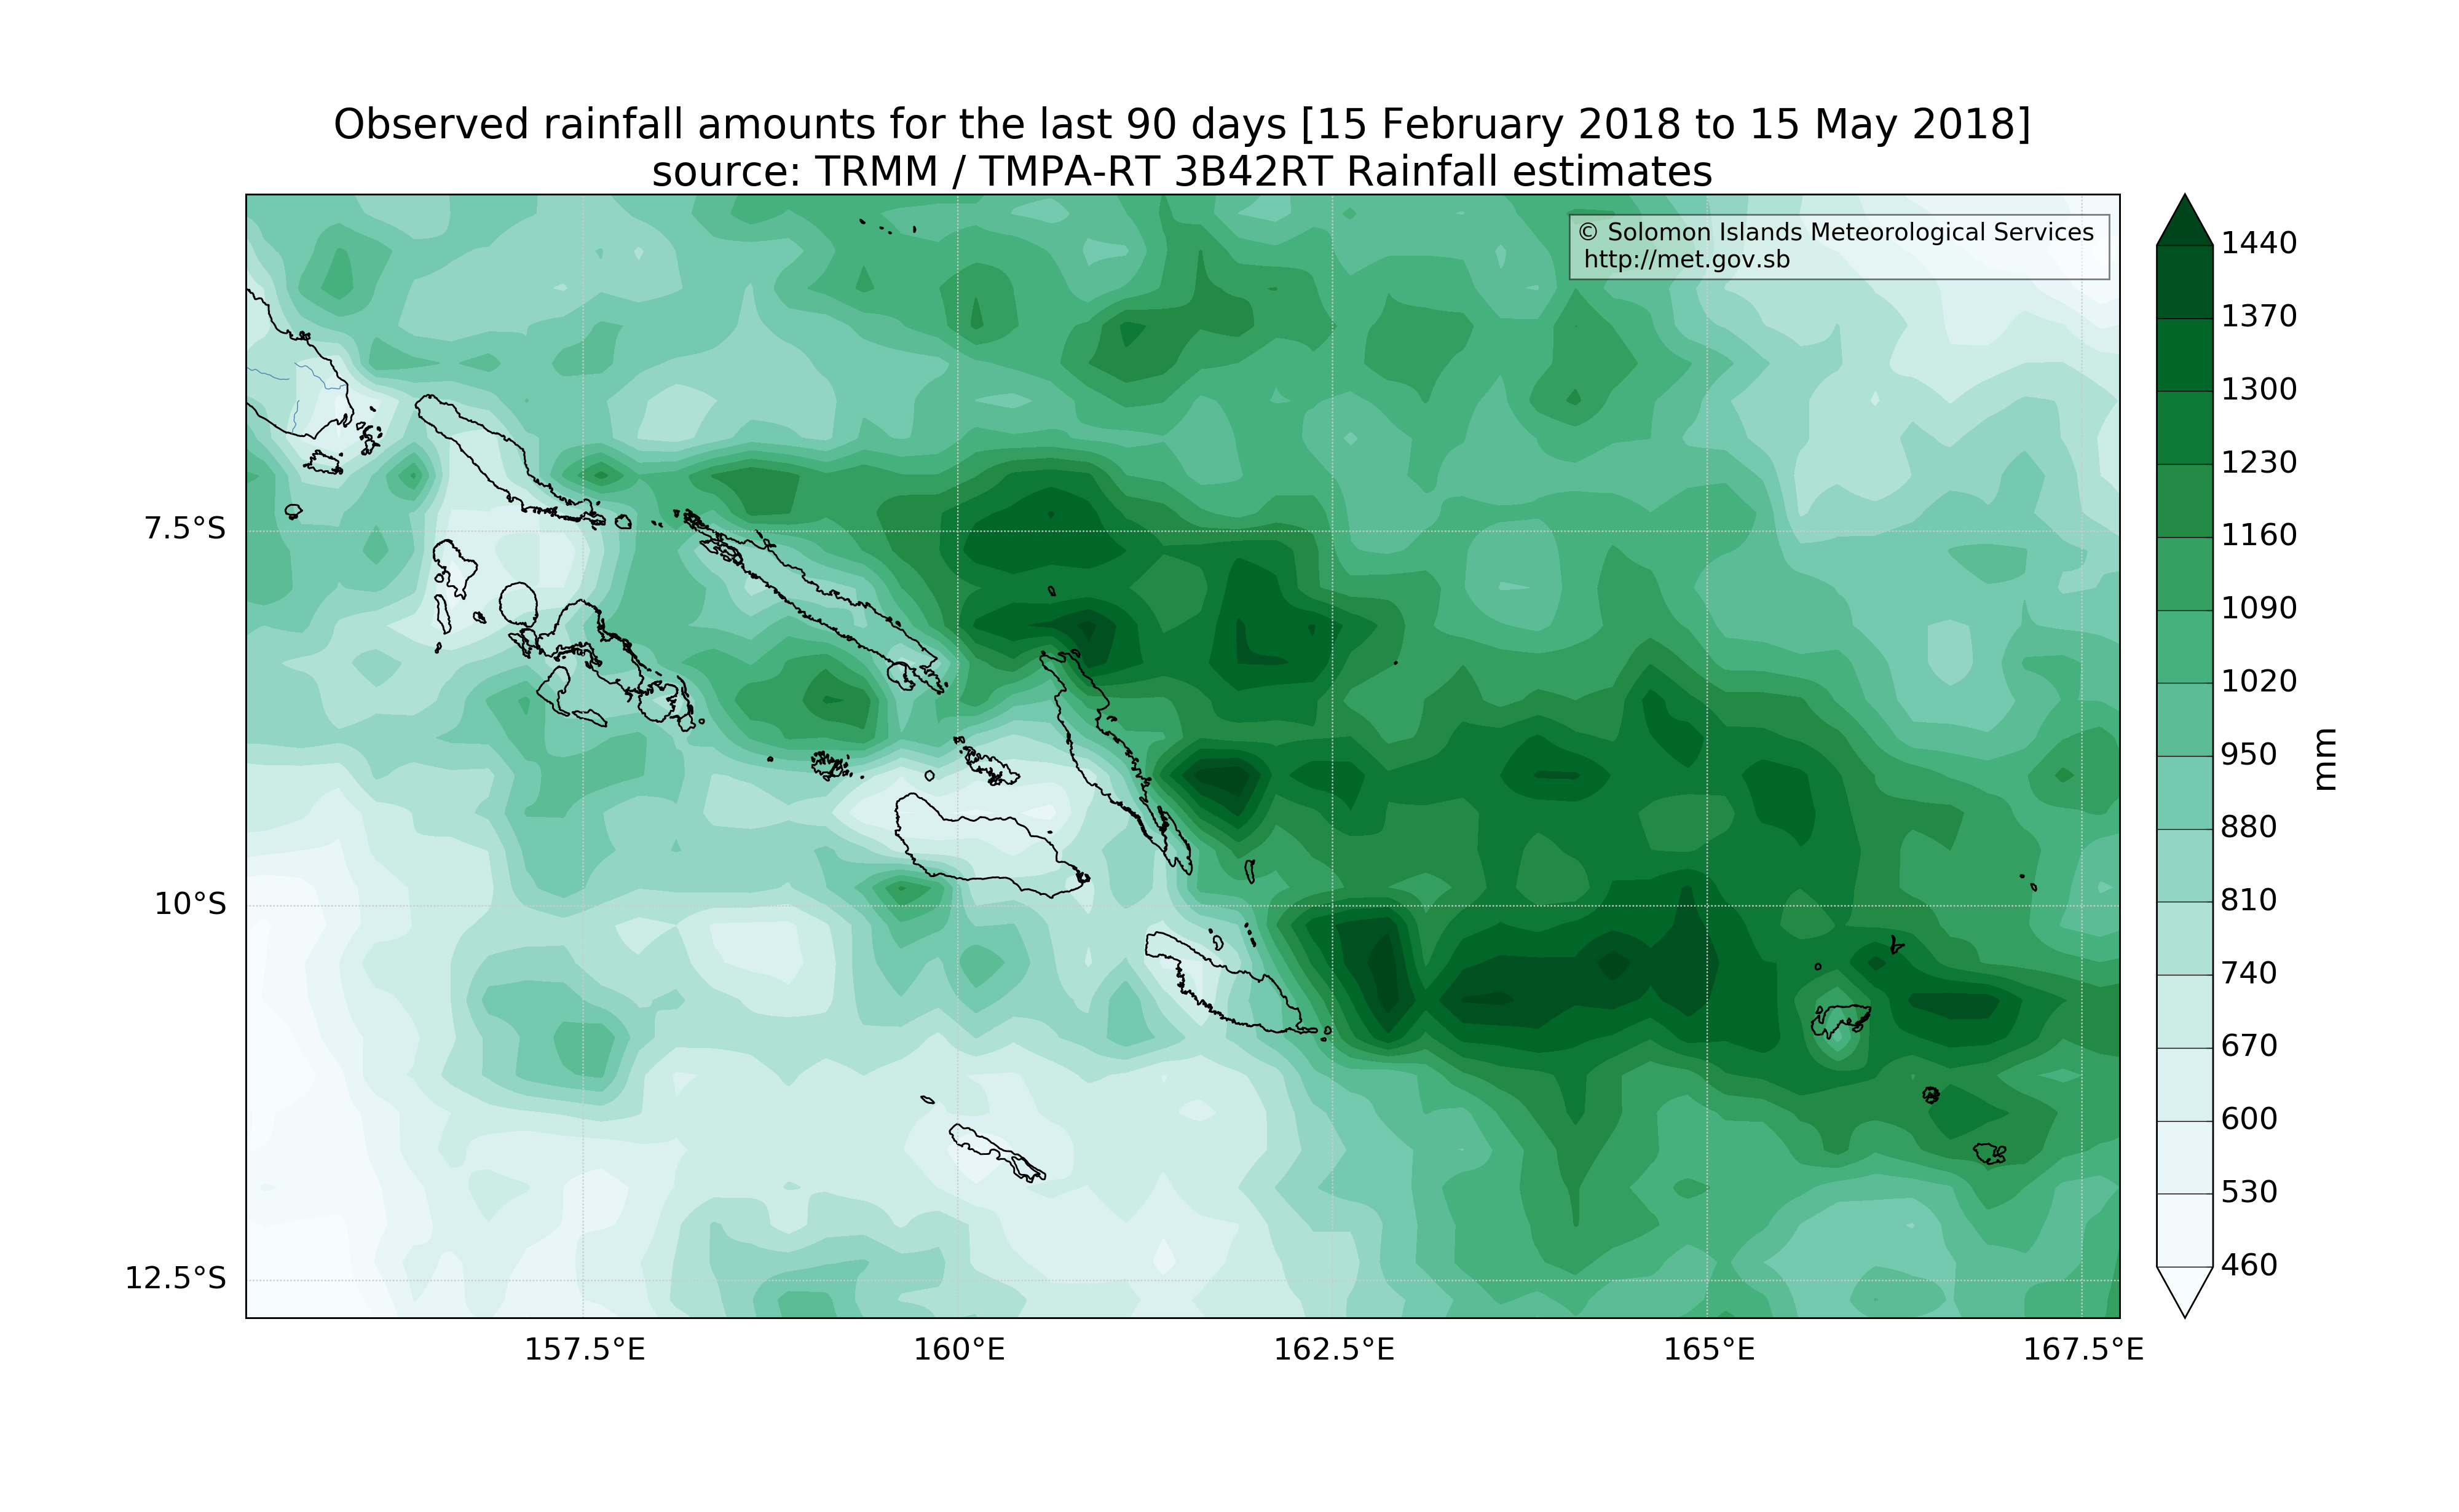 Observed rainfall amounts for the last 90 days [15 February 2018 to 15 May 2018]
source: TRMM / TMPA-RT 3B42RT Rainfall estimates
© Solomon Islands Meteorological Services
http://met.gov.sb
7.5°S
10°S
12.5°S
157.5°E
160°E
162.5°E
165°E
167.5°E
1440
1370
1300
1230
1160
1090
1020
950
880
810
740
670
600
530
460
mm